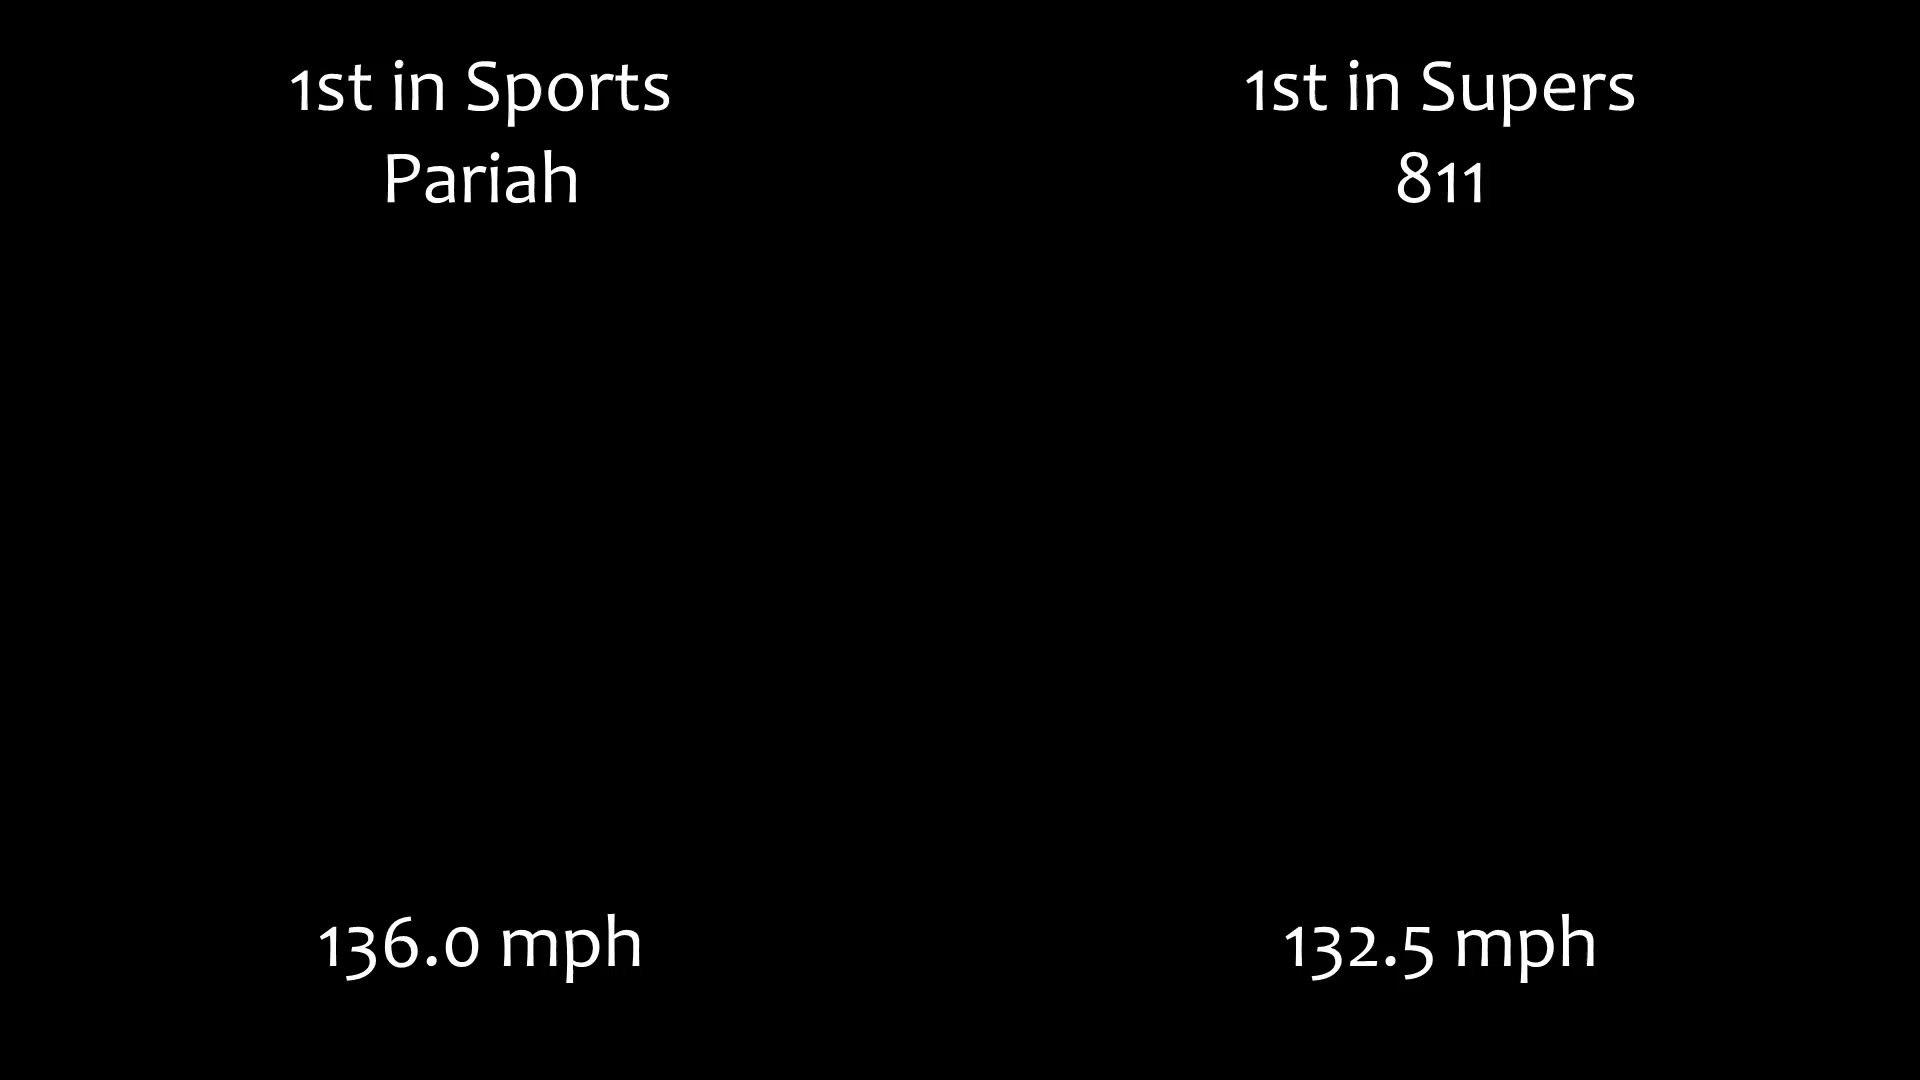 1st in Sports
Pariah
136.0 mph
1st in Supers
811
132.5 mph